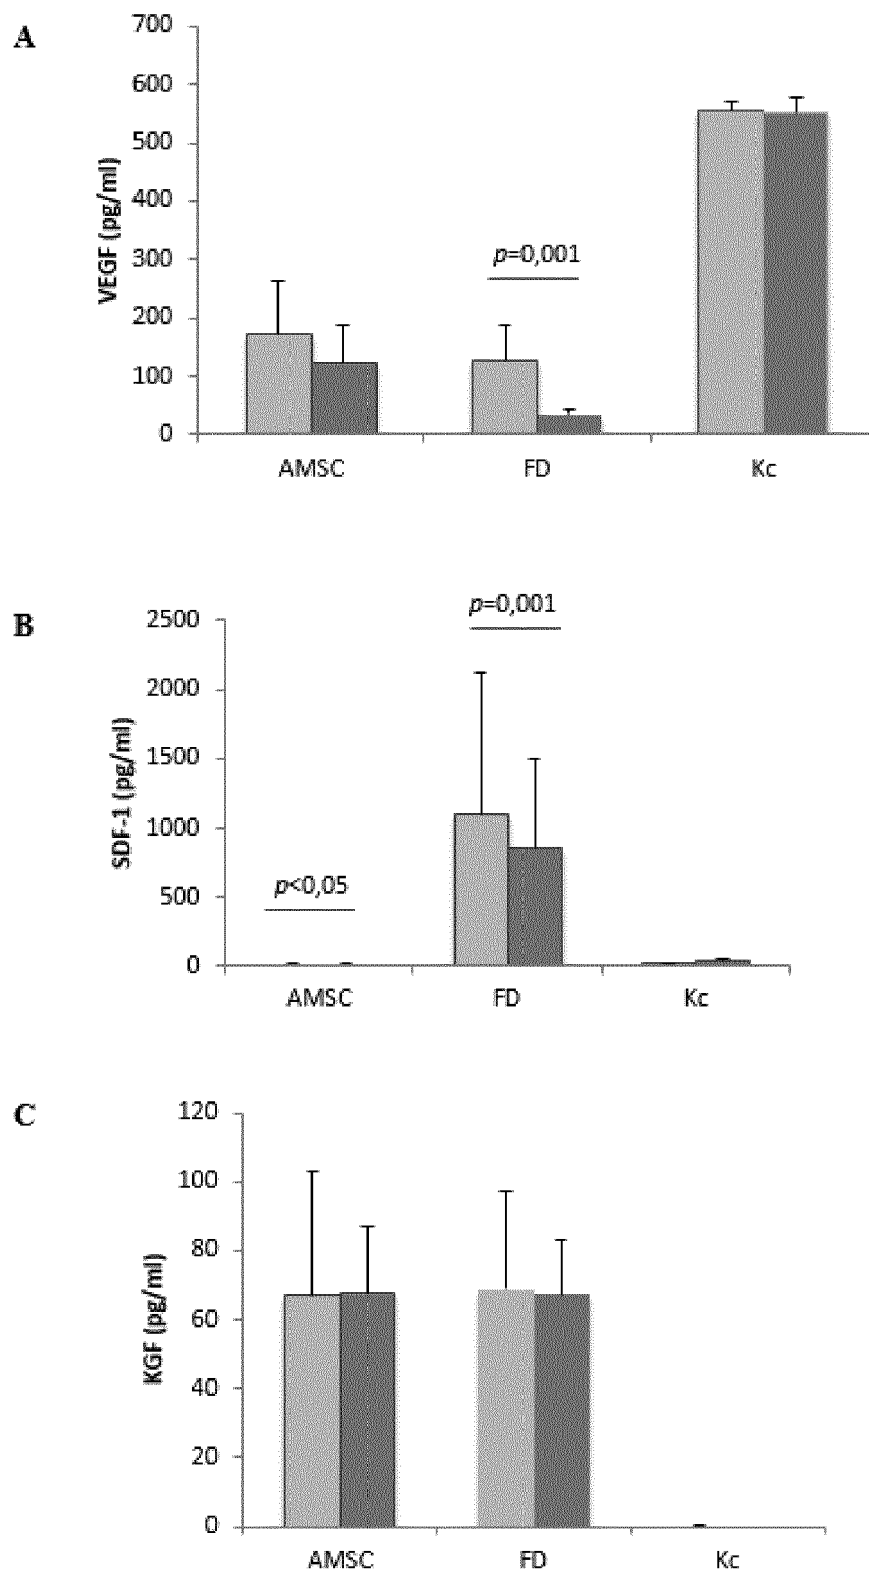 A
VEGF (pg/ml)
700
600
500
400
300
200
100
0
p=0,001
AMSC
FD
Kc
B
SDF-1 (pg/ml)
2500
2000
1500
1000
500
0
p=0,001
p<0,05
AMSC
FD
Kc
C
KGF (pg/ml)
120
100
80
60
40
20
0
AMSC
FD
Kc